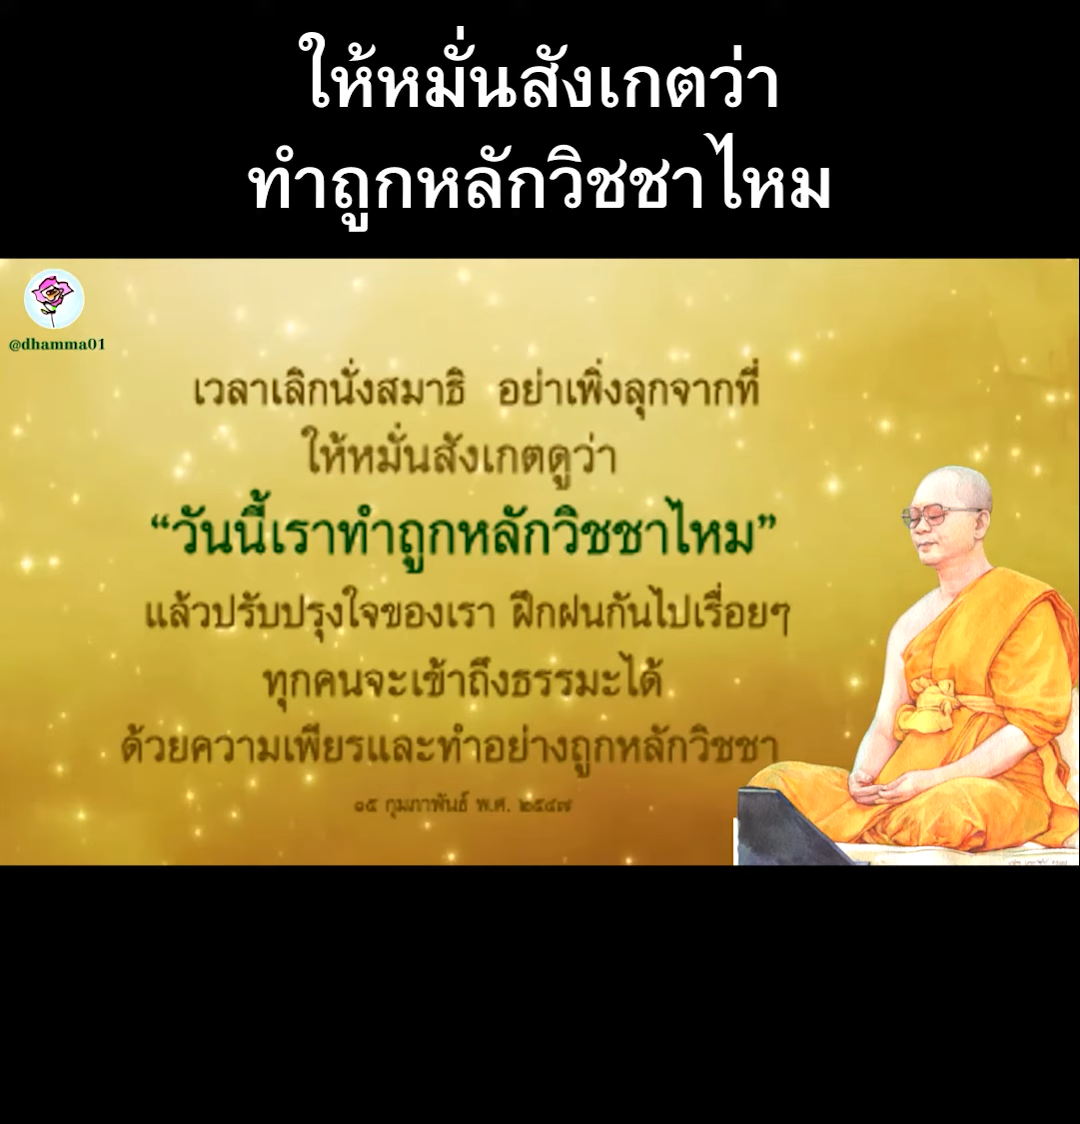 ให้หมั่นสังเกตว่า
ทำถูกหลักวิชชาไหม
@dhamma01
เวลาเลิกนั่งสมาธิ อย่าเพิ่งลุกจากที่
ให้หมั่นสังเกตดูว่า
“วันนี้เราทำถูกหลักวิชชาไหม”
แล้วปรับปรุงใจของเรา ฝึกฝนกันไปเรื่อยๆ
ทุกคนจะเข้าถึงธรรมะได้
ด้วยความเพียรและทำอย่างถูกหลักวิชชา
๑๕ กุมภาพันธ์ พ.ศ. ๒๕๔๗